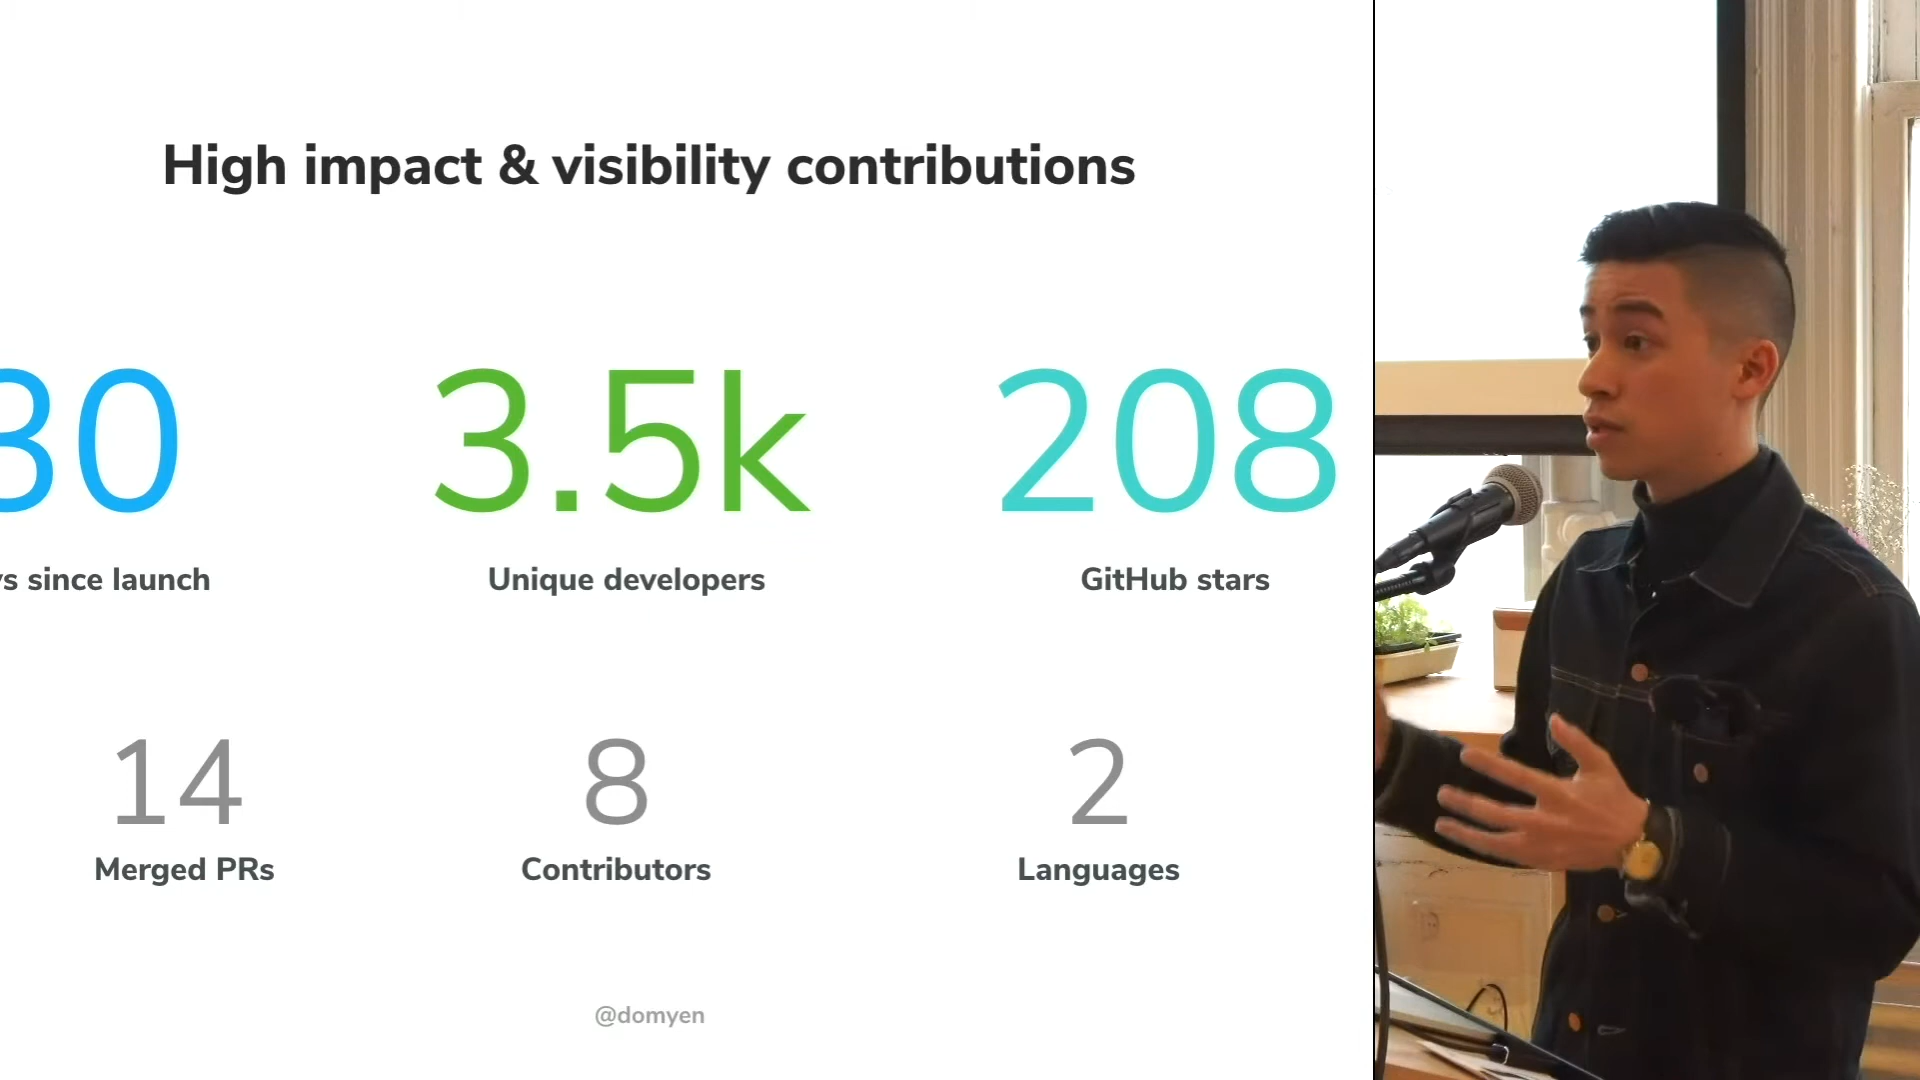 High impact & visibility contributions
30 3.5k 208
since launch Unique developers GitHub stars
14 8 2
Merged PRs Contributors Languages
@domyen